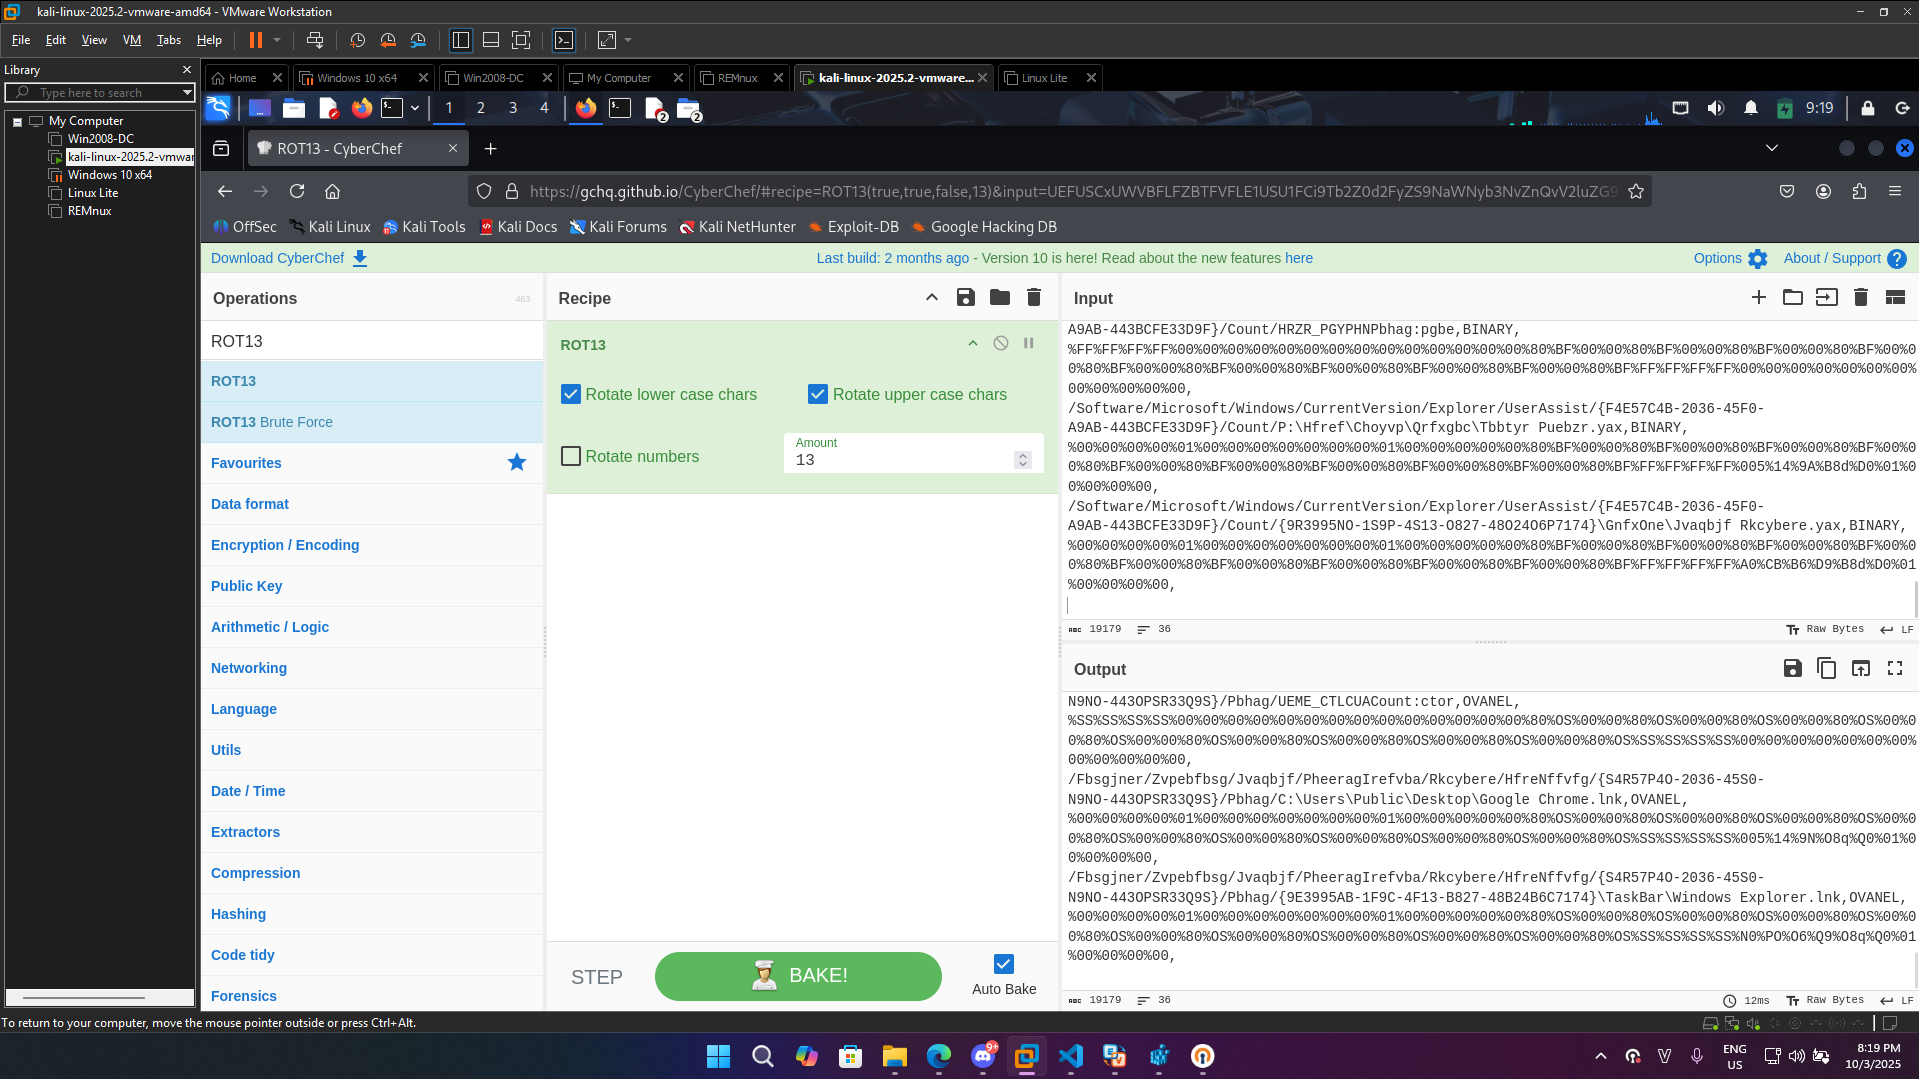 kali-linux-2025.2-vmware-amd64 - VMware Workstation
File Edit View VM Tabs Help
Library
Type here to search
My Computer
Win2008-DC
kali-linux-2025.2-vmwar
Windows 10 x64
Linux Lite
REMnux
Home
Windows 10 x64
Win2008-DC
My Computer
REMnux
kali-linux-2025.2-vmware...
Linux Lite
1 2 3 4
2
2
9:19
ROT13 - CyberChef
https://gchq.github.io/CyberChef/#recipe=ROT13(true,true,false,13)&input=UEFUSCxUWVBFLFZBTFVFLE1USU1FCi9Tb2Z0d2FyZS9NaWNyb3NvZnQvV2luZG9
OffSec Kali Linux Kali Tools Kali Docs Kali Forums Kali NetHunter Exploit-DB Google Hacking DB
Download CyberChef
Last build: 2 months ago - Version 10 is here! Read about the new features here
Options
About / Support
Operations
463
ROT13
ROT13
ROT13 Brute Force
Favourites
Data format
Encryption / Encoding
Public Key
Arithmetic / Logic
Networking
Language
Utils
Date / Time
Extractors
Compression
Hashing
Code tidy
Forensics
Recipe
ROT13
Rotate lower case chars
Rotate upper case chars
Rotate numbers
Amount
13
STEP
BAKE!
Auto Bake
Input
A9AB-443BCFE33D9F}/Count/HRZR_PGYPHNPbhag:pgbe,BINARY,
%FF%FF%FF%FF%00%00%00%00%00%00%00%00%00%00%00%00%00%00%80%BF%00%00%80%BF%00%00%80%BF%00%00%80%BF%00%0
0%80%BF%00%00%80%BF%00%00%80%BF%00%00%80%BF%00%00%80%BF%00%00%80%BF%FF%FF%FF%FF%00%00%00%00%00%00%00%
00%00%00%00%00,
/Software/Microsoft/Windows/CurrentVersion/Explorer/UserAssist/{F4E57C4B-2036-45F0-
A9AB-443BCFE33D9F}/Count/P:\Hfref\Choyvp\Qrfxgbc\Tbbtyr Puebzr.yax,BINARY,
%00%00%00%00%01%00%00%00%00%00%00%00%01%00%00%00%00%00%80%BF%00%00%80%BF%00%00%80%BF%00%00%80%BF%00%0
0%80%BF%00%00%80%BF%00%00%80%BF%00%00%80%BF%00%00%80%BF%00%00%80%BF%FF%FF%FF%FF%005%14%9A%B8d%D0%01%0
0%00%00%00,
/Software/Microsoft/Windows/CurrentVersion/Explorer/UserAssist/{F4E57C4B-2036-45F0-
A9AB-443BCFE33D9F}/Count/{9R3995NO-1S9P-4S13-O827-48O24O6P7174}\GnfxOne\Jvaqbjf Rkcybere.yax,BINARY,
%00%00%00%00%01%00%00%00%00%00%00%00%01%00%00%00%00%00%80%BF%00%00%80%BF%00%00%80%BF%00%00%80%BF%00%0
0%80%BF%00%00%80%BF%00%00%80%BF%00%00%80%BF%00%00%80%BF%00%00%80%BF%FF%FF%FF%FF%A0%CB%B6%D9%B8d%D0%01
%00%00%00%00,
19179 36
Raw Bytes LF
Output
N9NO-443OPSR33Q9S}/Pbhag/UEME_CTLCUACount:ctor,OVANEL,
%SS%SS%SS%SS%00%00%00%00%00%00%00%00%00%00%00%00%00%00%80%OS%00%00%80%OS%00%00%80%OS%00%00%80%OS%00%0
0%80%OS%00%00%80%OS%00%00%80%OS%00%00%80%OS%00%00%80%OS%00%00%80%OS%SS%SS%SS%SS%00%00%00%00%00%00%00%
%00%00%00%00%00,
/Fbsgjner/Zvpebfbsg/Jvaqbjf/PheeragIrefvba/Rkcybere/HfreNffvfg/{S4R57P4O-2036-45S0-
N9NO-443OPSR33Q9S}/Pbhag/C:\Users\Public\Desktop\Google Chrome.lnk,OVANEL,
%00%00%00%00%01%00%00%00%00%00%00%00%01%00%00%00%00%00%80%OS%00%00%80%OS%00%00%80%OS%00%00%80%OS%00%0
0%80%OS%00%00%80%OS%00%00%80%OS%00%00%80%OS%00%00%80%OS%00%00%80%OS%SS%SS%SS%SS%005%14%9N%O8q%Q0%01%0
0%00%00%00,
/Fbsgjner/Zvpebfbsg/Jvaqbjf/PheeragIrefvba/Rkcybere/HfreNffvfg/{S4R57P4O-2036-45S0-
N9NO-443OPSR33Q9S}/Pbhag/{9E3995AB-1F9C-4F13-B827-48B24B6C7174}\TaskBar\Windows Explorer.lnk,OVANEL,
%00%00%00%00%01%00%00%00%00%00%00%00%01%00%00%00%00%00%80%OS%00%00%80%OS%00%00%80%OS%00%00%80%OS%00%0
0%80%OS%00%00%80%OS%00%00%80%OS%00%00%80%OS%00%00%80%OS%00%00%80%OS%SS%SS%SS%SS%N0%PO%O6%Q9%O8q%Q0%01
%00%00%00%00,
19179 36
12ms Raw Bytes LF
To return to your computer, move the mouse pointer outside or press Ctrl+Alt.
9+
ENG
US
8:19 PM
10/3/2025